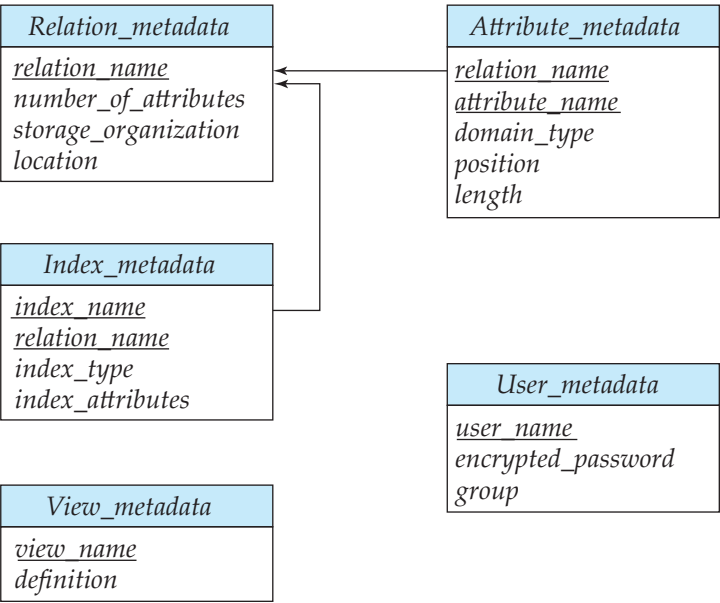 Relation_metadata
relation_name
number_of_attributes
storage_organization
location
Attribute_metadata
relation_name
attribute_name
domain_type
position
length
Index_metadata
index_name
relation_name
index_type
index_attributes
User_metadata
user_name
encrypted_password
group
View_metadata
view_name
definition